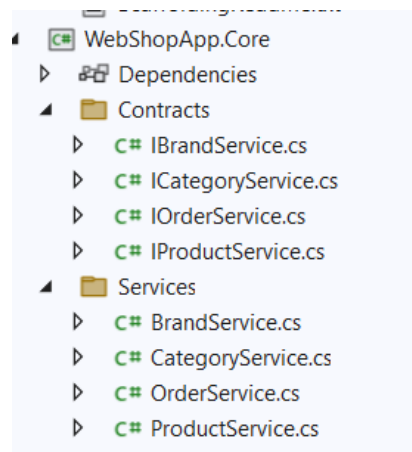 C# WebShopApp.Core
Dependencies
Contracts
C# IBrandService.cs
C# ICategoryService.cs
C# IOrderService.cs
C# IProductService.cs
Services
C# BrandService.cs
C# CategoryService.cs
C# OrderService.cs
C# ProductService.cs